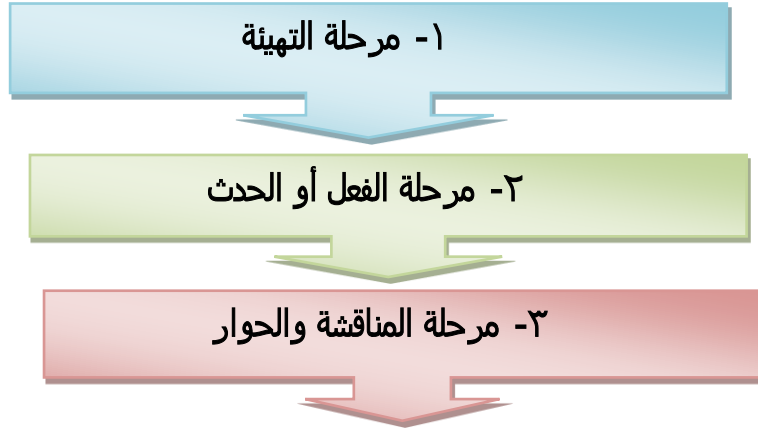 ١- مرحلة التهيئة
٢- مرحلة الفعل أو الحدث
٣- مرحلة المناقشة والحوار